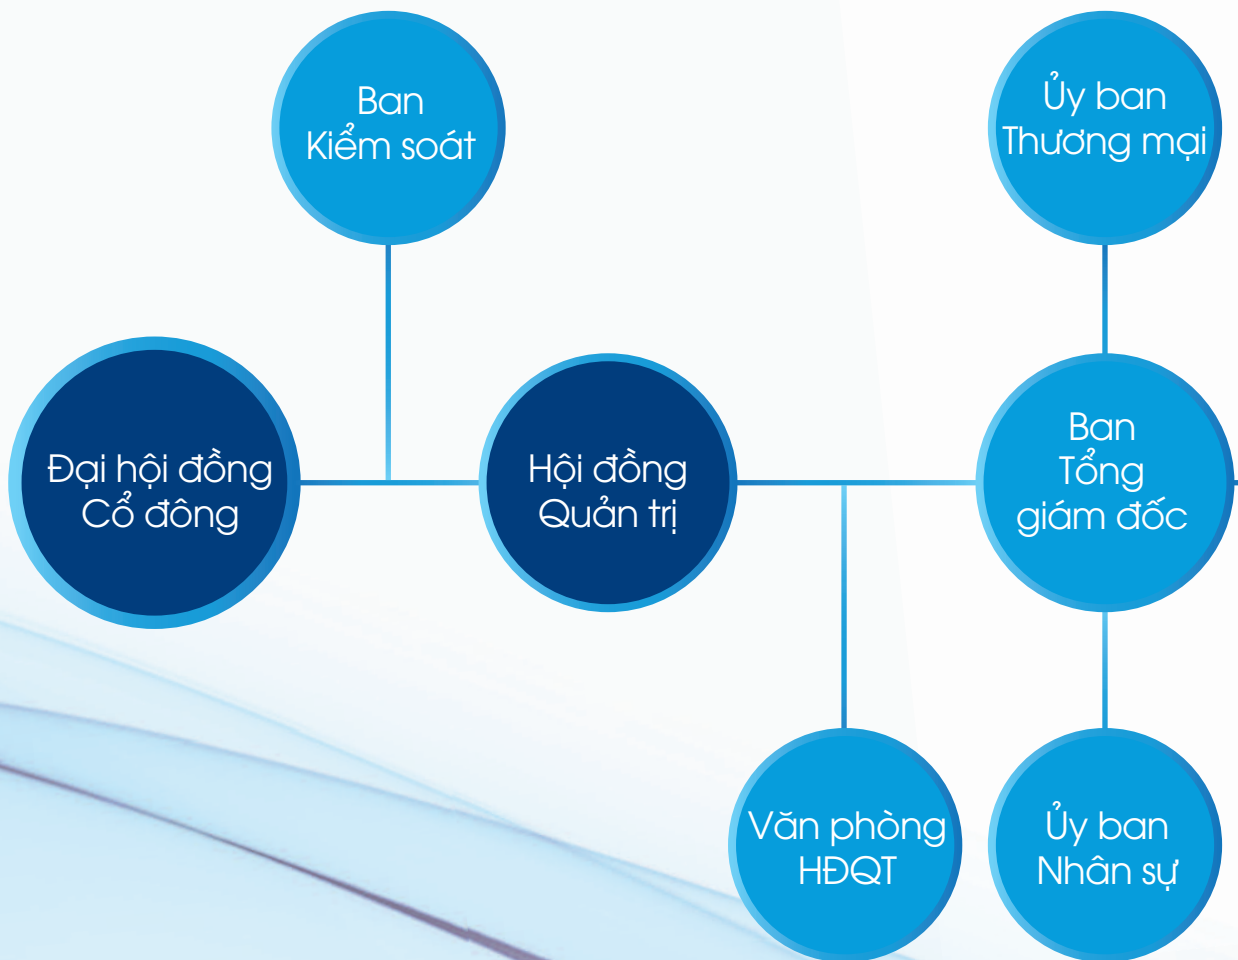 Ban
Kiểm soát
Ủy ban
Thương mại
Đại hội đồng
Cổ đông
Hội đồng
Quản trị
Ban
Tổng
giám đốc
Văn phòng
HĐQT
Ủy ban
Nhân sự